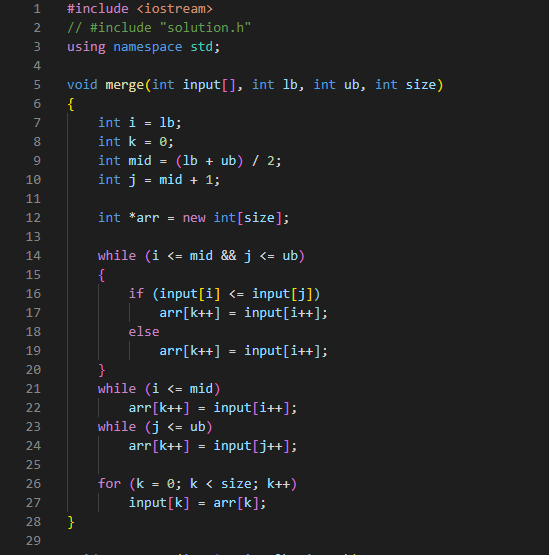 1 #include <iostream>
2 // #include "solution.h"
3 using namespace std;
4
5 void merge(int input[], int lb, int ub, int size)
6 {
7     int i = lb;
8     int k = 0;
9     int mid = (lb + ub) / 2;
10     int j = mid + 1;
11
12     int *arr = new int[size];
13
14     while (i <= mid && j <= ub)
15     {
16         if (input[i] <= input[j])
17             arr[k++] = input[i++];
18         else
19             arr[k++] = input[i++];
20     }
21     while (i <= mid)
22         arr[k++] = input[i++];
23     while (j <= ub)
24         arr[k++] = input[j++];
25
26     for (k = 0; k < size; k++)
27         input[k] = arr[k];
28 }
29